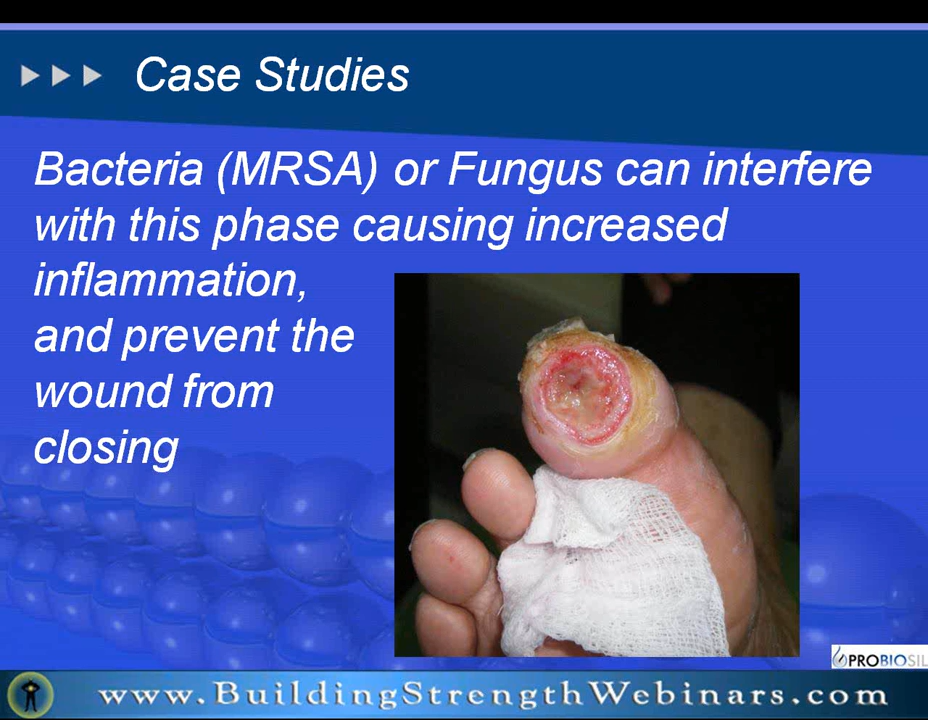 Case Studies
Bacteria (MRSA) or Fungus can interfere
with this phase causing increased
inflammation,
and prevent the
wound from
closing
PROBIOSIL
www.BuildingStrengthWebinars.com